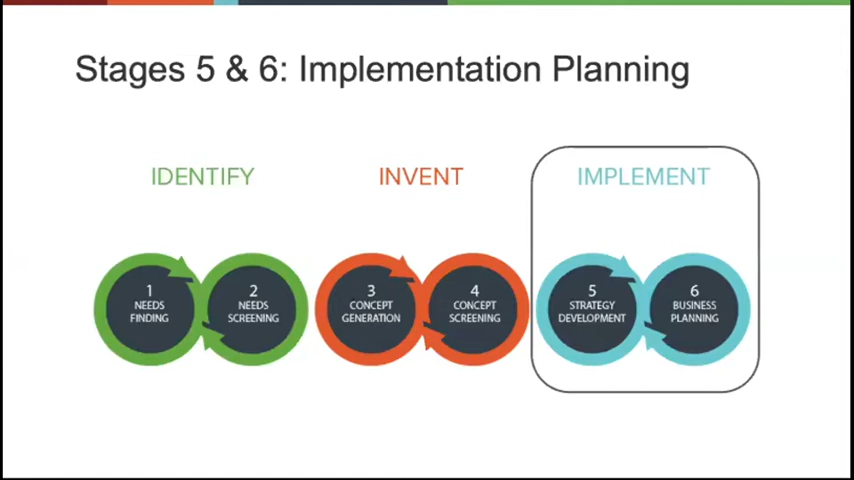 Stages 5 & 6: Implementation Planning
IDENTIFY
INVENT
IMPLEMENT
1
NEEDS
FINDING
2
NEEDS
SCREENING
3
CONCEPT
GENERATION
4
CONCEPT
SCREENING
5
STRATEGY
DEVELOPMENT
6
BUSINESS
PLANNING